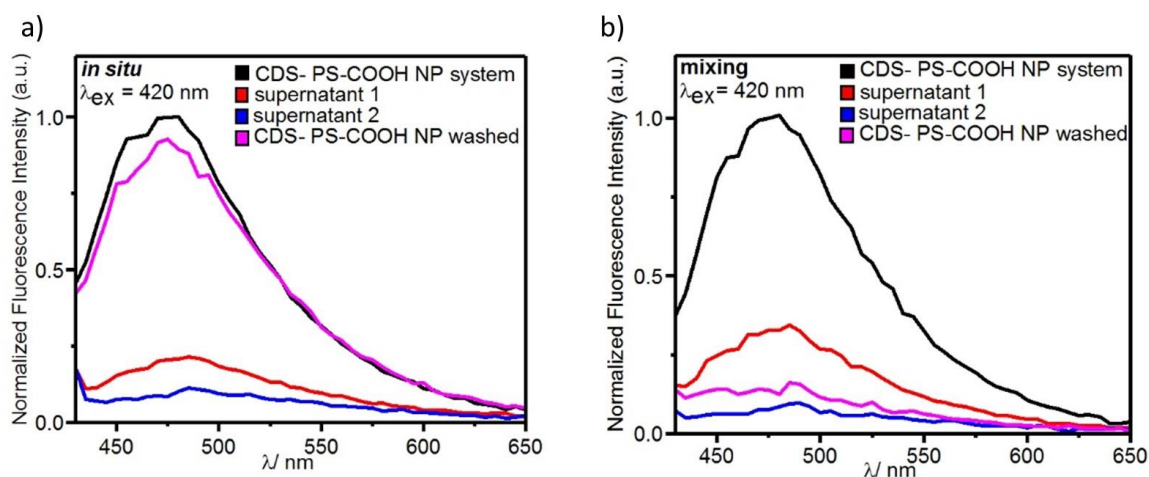 a)
in situ
λex = 420 nm
CDS- PS-COOH NP system
supernatant 1
supernatant 2
CDS- PS-COOH NP washed
Normalized Fluorescence Intensity (a.u.)
1.0
0.5
0.0
450 500 550 600 650
λ/ nm
b)
mixing
λex = 420 nm
CDS- PS-COOH NP system
supernatant 1
supernatant 2
CDS- PS-COOH NP washed
Normalized Fluorescence Intensity (a.u.)
1.0
0.5
0.0
450 500 550 600 650
λ/ nm